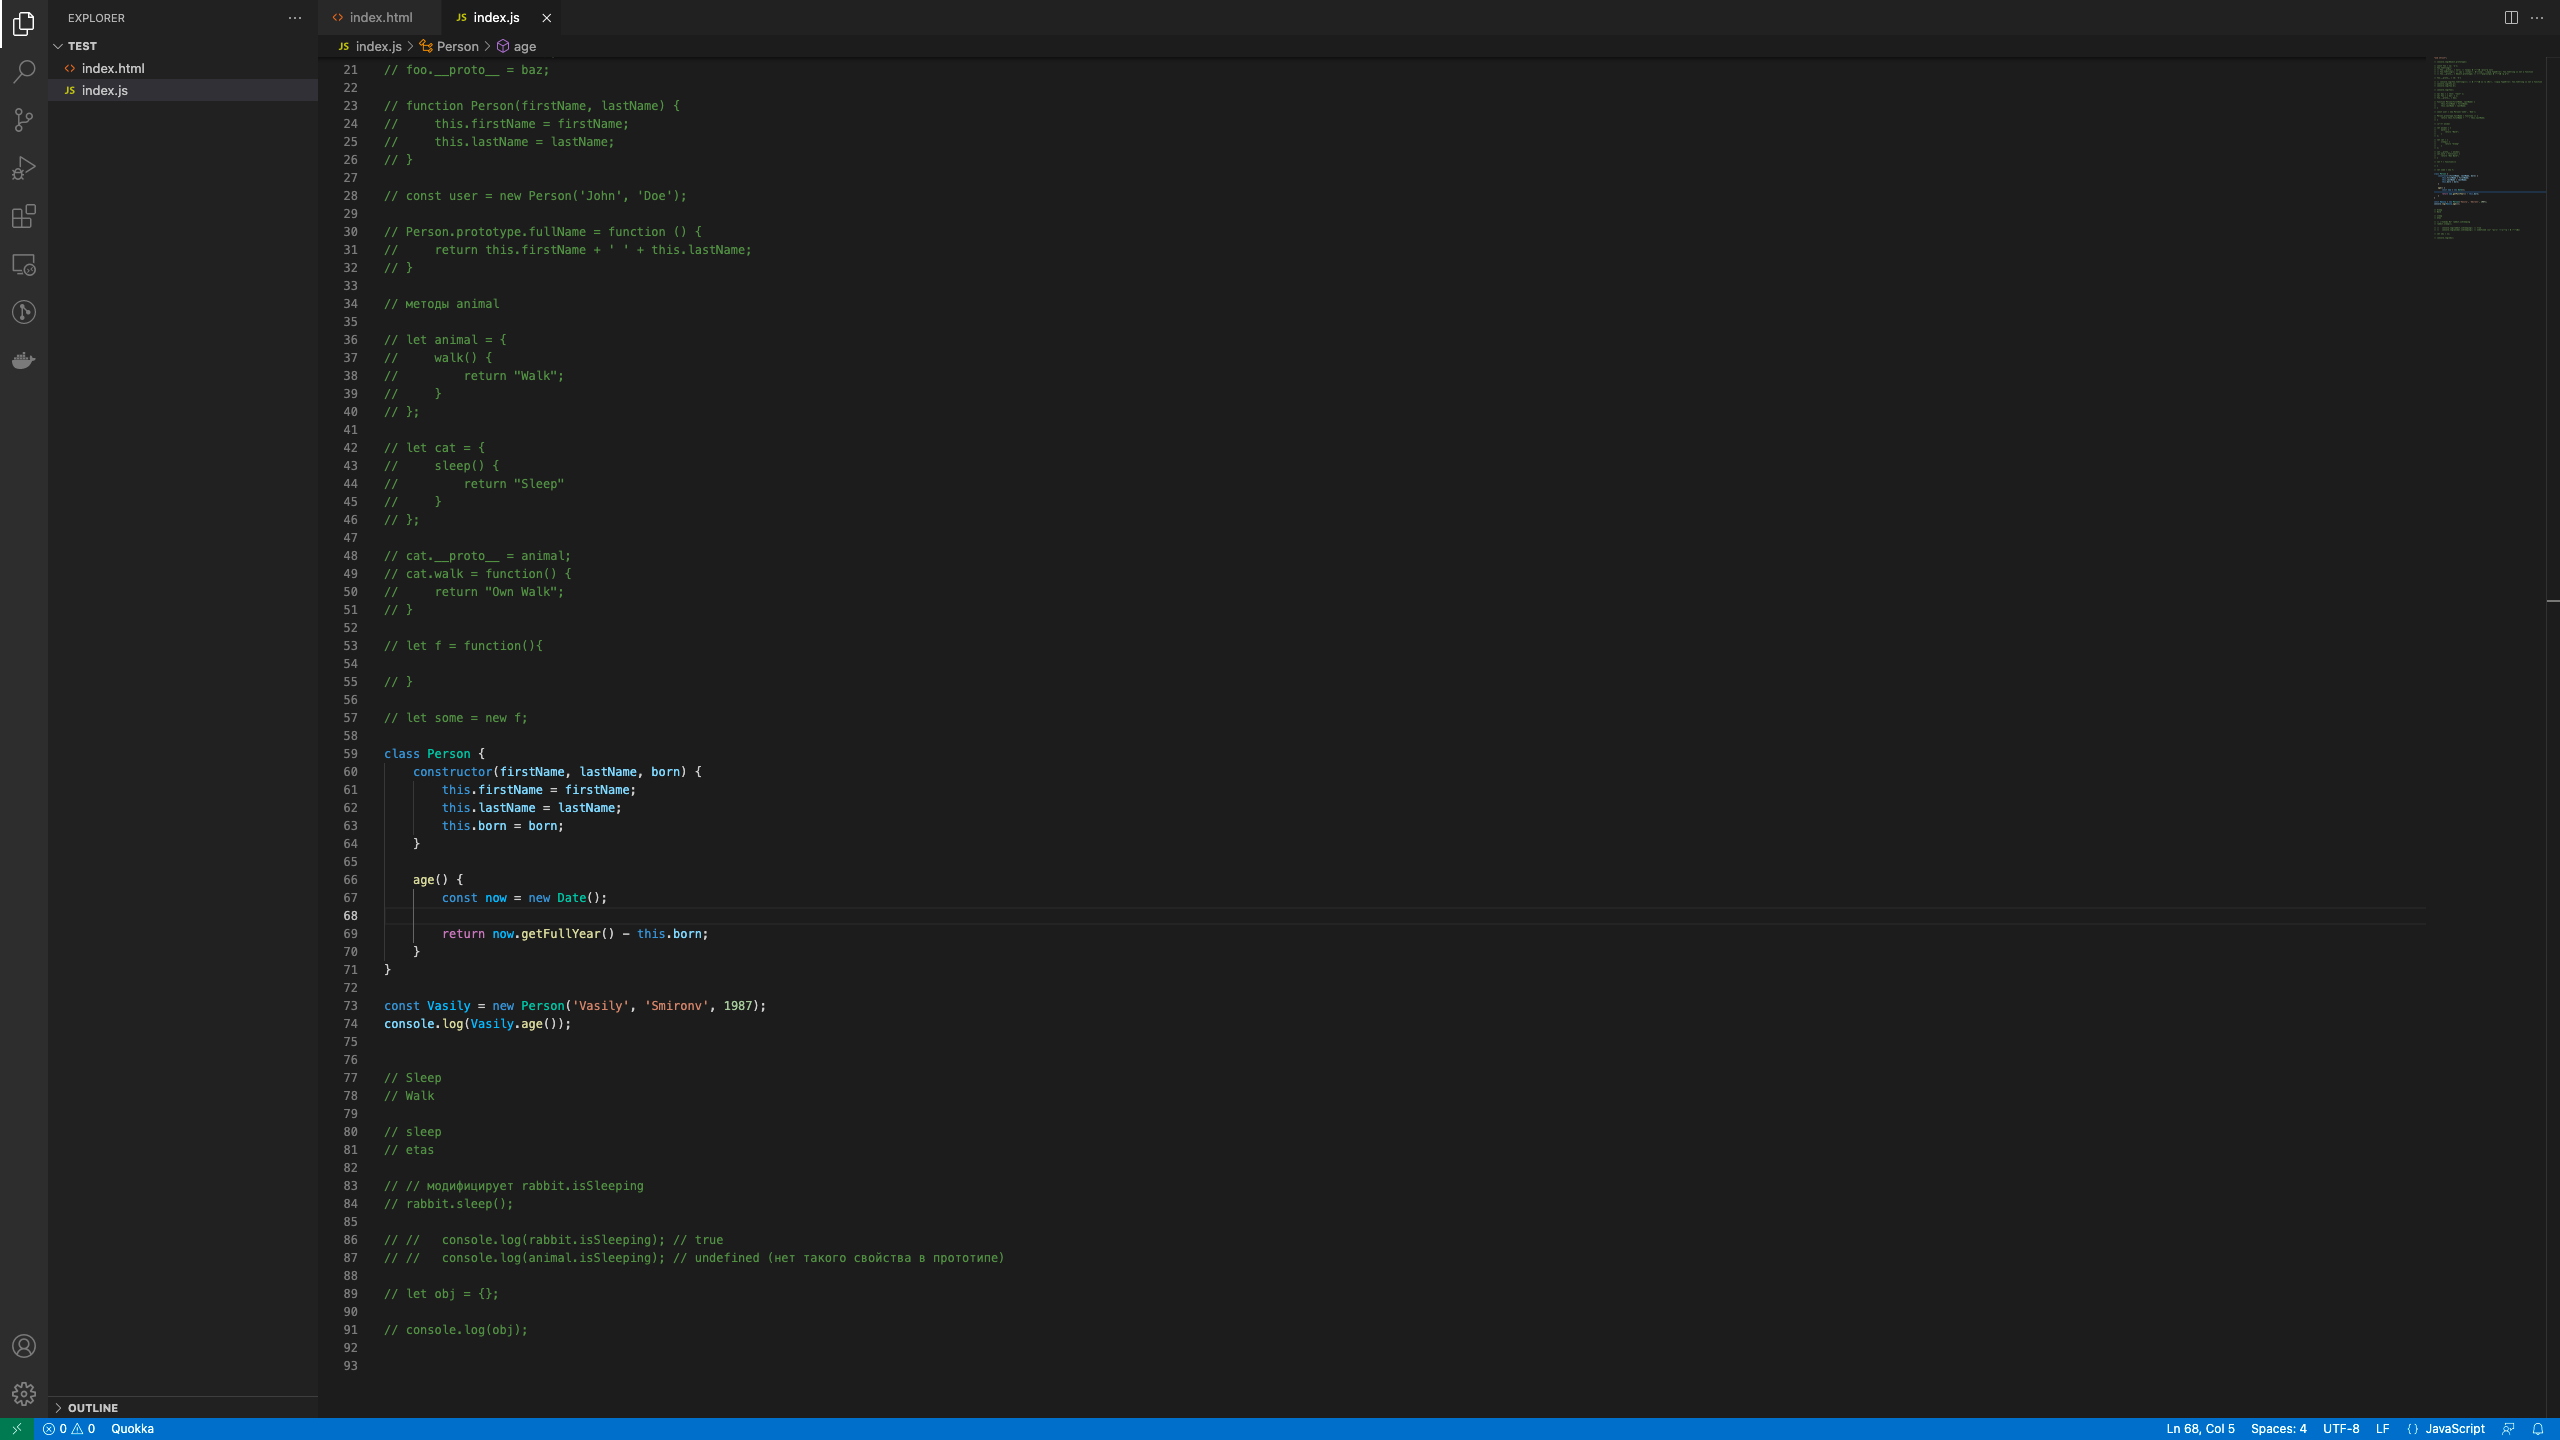 EXPLORER
TEST
index.html
JS index.js
OUTLINE
index.html
JS index.js
JS index.js > Person > age
21 // foo.__proto__ = baz;
22
23 // function Person(firstName, lastName) {
24 //     this.firstName = firstName;
25 //     this.lastName = lastName;
26 // }
27
28 // const user = new Person('John', 'Doe');
29
30 // Person.prototype.fullName = function () {
31 //     return this.firstName + ' ' + this.lastName;
32 // }
33
34 // методы animal
35
36 // let animal = {
37 //     walk() {
38 //         return "Walk";
39 //     }
40 // };
41
42 // let cat = {
43 //     sleep() {
44 //         return "Sleep"
45 //     }
46 // };
47
48 // cat.__proto__ = animal;
49 // cat.walk = function() {
50 //     return "Own Walk";
51 // }
52
53 // let f = function(){
54
55 // }
56
57 // let some = new f;
58
59 class Person {
60     constructor(firstName, lastName, born) {
61         this.firstName = firstName;
62         this.lastName = lastName;
63         this.born = born;
64     }
65
66     age() {
67         const now = new Date();
68
69         return now.getFullYear() - this.born;
70     }
71 }
72
73 const Vasily = new Person('Vasily', 'Smironv', 1987);
74 console.log(Vasily.age());
75
76
77 // Sleep
78 // Walk
79
80 // sleep
81 // etas
82
83 // // модифицирует rabbit.isSleeping
84 // rabbit.sleep();
85
86 // //   console.log(rabbit.isSleeping); // true
87 // //   console.log(animal.isSleeping); // undefined (нет такого свойства в прототипе)
88
89 // let obj = {};
90
91 // console.log(obj);
92
93
0 0 Quokka
Ln 68, Col 5 Spaces: 4 UTF-8 LF {} JavaScript